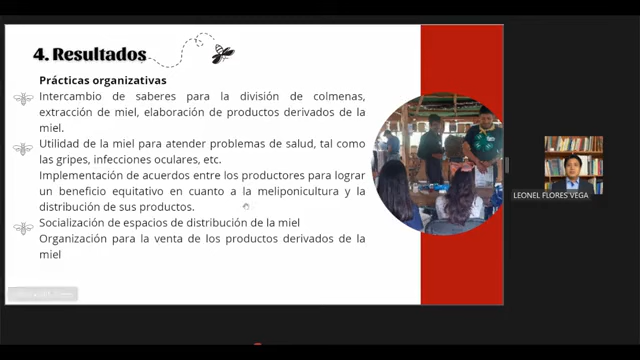 4. Resultados
Prácticas organizativas
Intercambio de saberes para la división de colmenas,
extracción de miel, elaboración de productos derivados de la
miel.
Utilidad de la miel para atender problemas de salud, tal como
las gripes, infecciones oculares, etc.
Implementación de acuerdos entre los productores para lograr
un beneficio equitativo en cuanto a la meliponicultura y la
distribución de sus productos.
Socialización de espacios de distribución de la miel
Organización para la venta de los productos derivados de la
miel
LEONEL FLORES VEGA